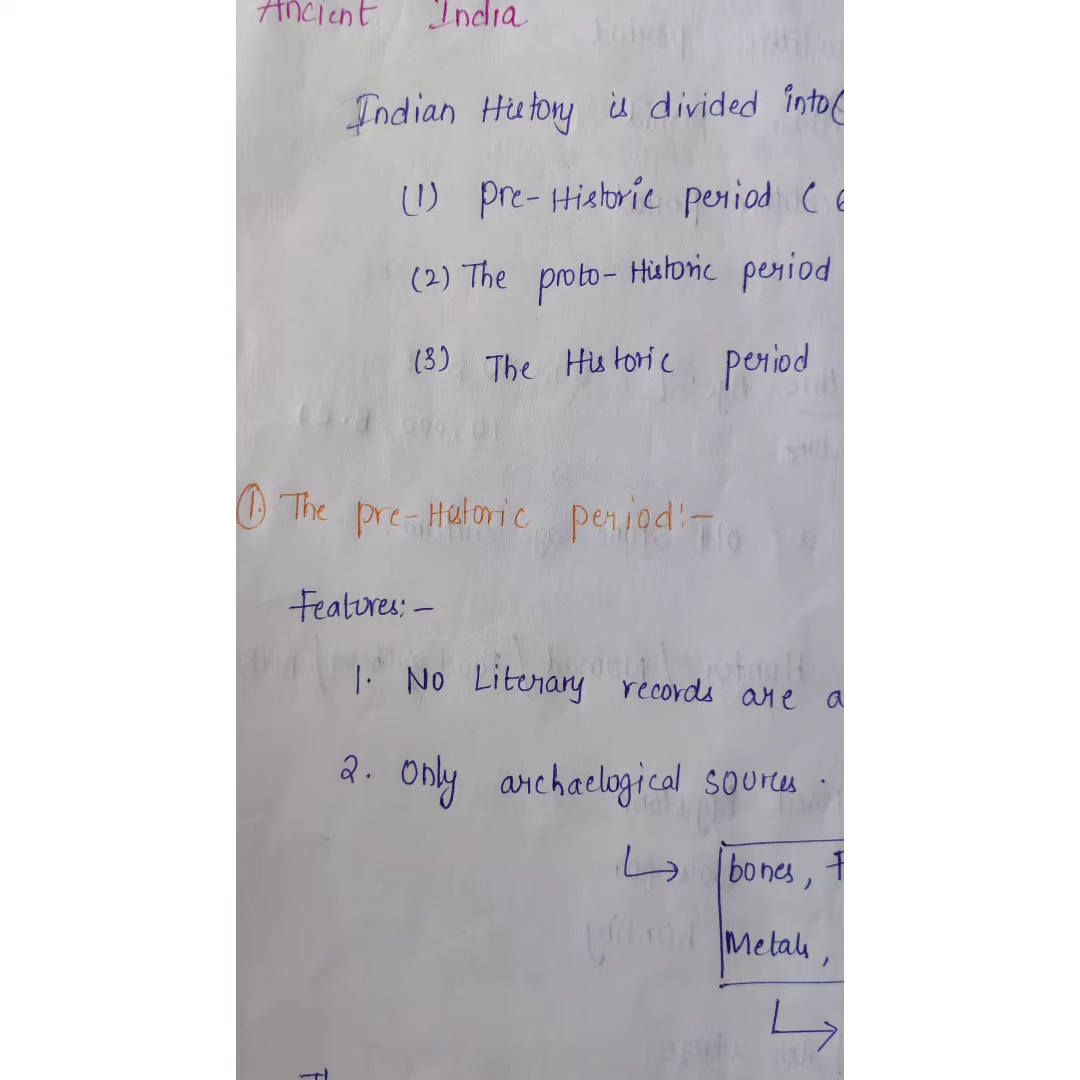 Ancient India
Indian History is divided into
(1) Pre-Historic period (
(2) The proto-Historic period
(3) The Historic period
1. The pre-Historic period:-
Features:-
1. No Literary records are a
2. Only archaelogical sources.
bones, F
Metals,